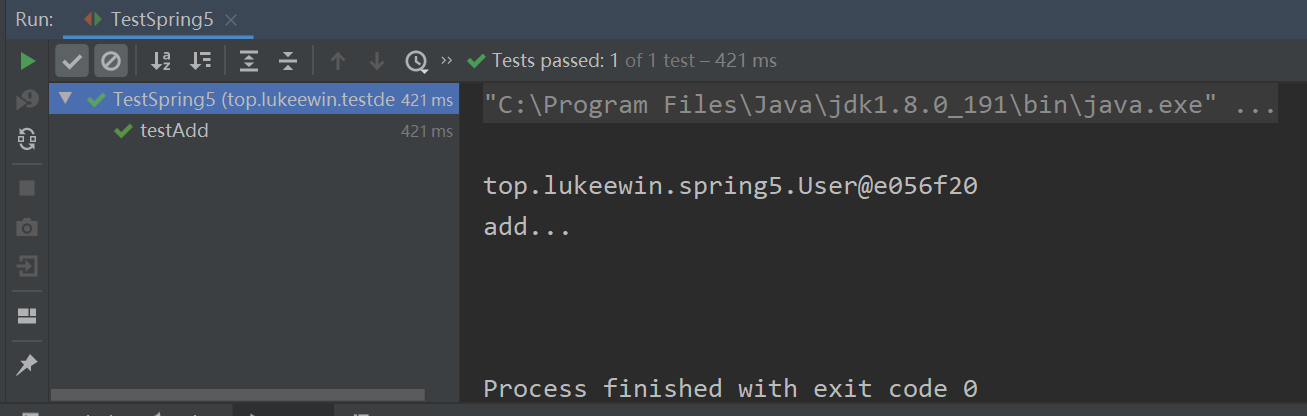 Run: TestSpring5
Tests passed: 1 of 1 test – 421 ms
TestSpring5 (top.lukeewin.testde 421 ms
testAdd 421 ms
"C:\Program Files\Java\jdk1.8.0_191\bin\java.exe" ...
top.lukeewin.spring5.User@e056f20
add...
Process finished with exit code 0